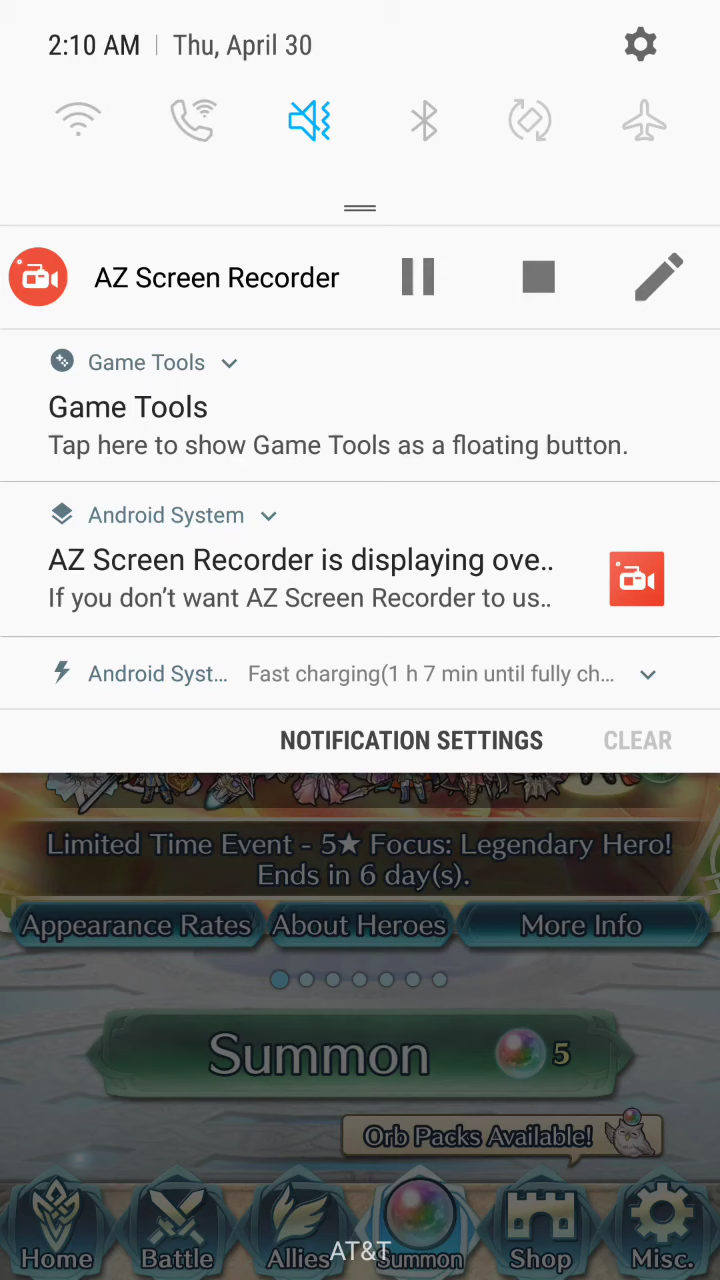 2:10 AM | Thu, April 30
AZ Screen Recorder
Game Tools
Game Tools
Tap here to show Game Tools as a floating button.
Android System
AZ Screen Recorder is displaying ove..
If you don't want AZ Screen Recorder to us..
Android Syst... Fast charging(1 h 7 min until fully ch...
NOTIFICATION SETTINGS CLEAR
Limited Time Event - 5★ Focus: Legendary Hero!
Ends in 6 day(s).
Appearance Rates About Heroes More Info
Summon 5
Orb Packs Available!
Home Battle Allies Summon Shop Misc.
AT&T